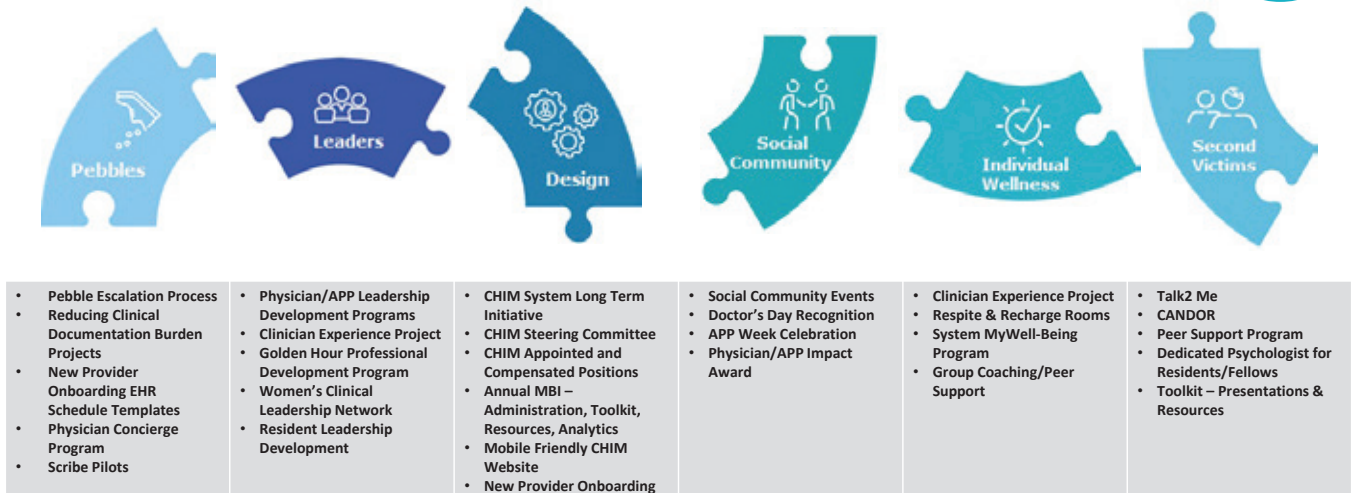 Pebbles
Leaders
Design
Social
Community
Individual
Wellness
Second
Victims
• Pebble Escalation Process
• Reducing Clinical
Documentation Burden
Projects
• New Provider
Onboarding EHR
Schedule Templates
• Physician Concierge
Program
• Scribe Pilots
• Physician/APP Leadership
Development Programs
• Clinician Experience Project
• Golden Hour Professional
Development Program
• Women’s Clinical
Leadership Network
• Resident Leadership
Development
• CHIM System Long Term
Initiative
• CHIM Steering Committee
• CHIM Appointed and
Compensated Positions
• Annual MBI –
Administration, Toolkit,
Resources, Analytics
• Mobile Friendly CHIM
Website
• New Provider Onboarding
• Social Community Events
• Doctor’s Day Recognition
• APP Week Celebration
• Physician/APP Impact
Award
• Clinician Experience Project
• Respite & Recharge Rooms
• System MyWell-Being
Program
• Group Coaching/Peer
Support
• Talk2 Me
• CANDOR
• Peer Support Program
• Dedicated Psychologist for
Residents/Fellows
• Toolkit – Presentations &
Resources